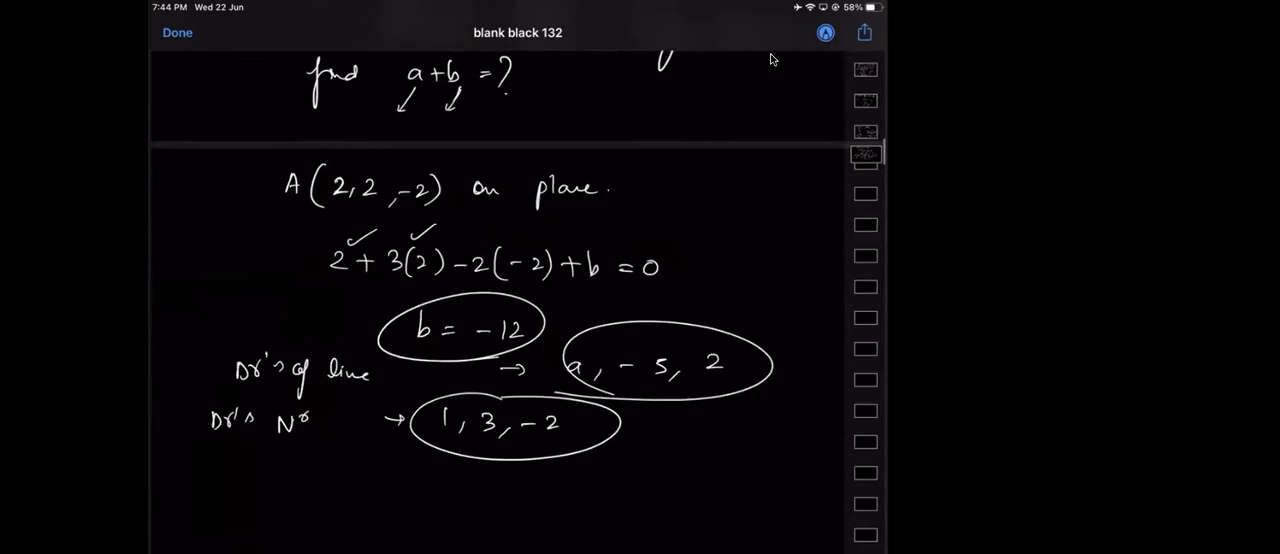 7:44 PM Wed 22 Jun
58%
Done
blank black 132
find a+b =?
A(2,2,-2) on plane.
2+3(2)-2(-2)+b=0
b = -12
Dr's of line → a, -5, 2
Dr's Nr → 1, 3, -2